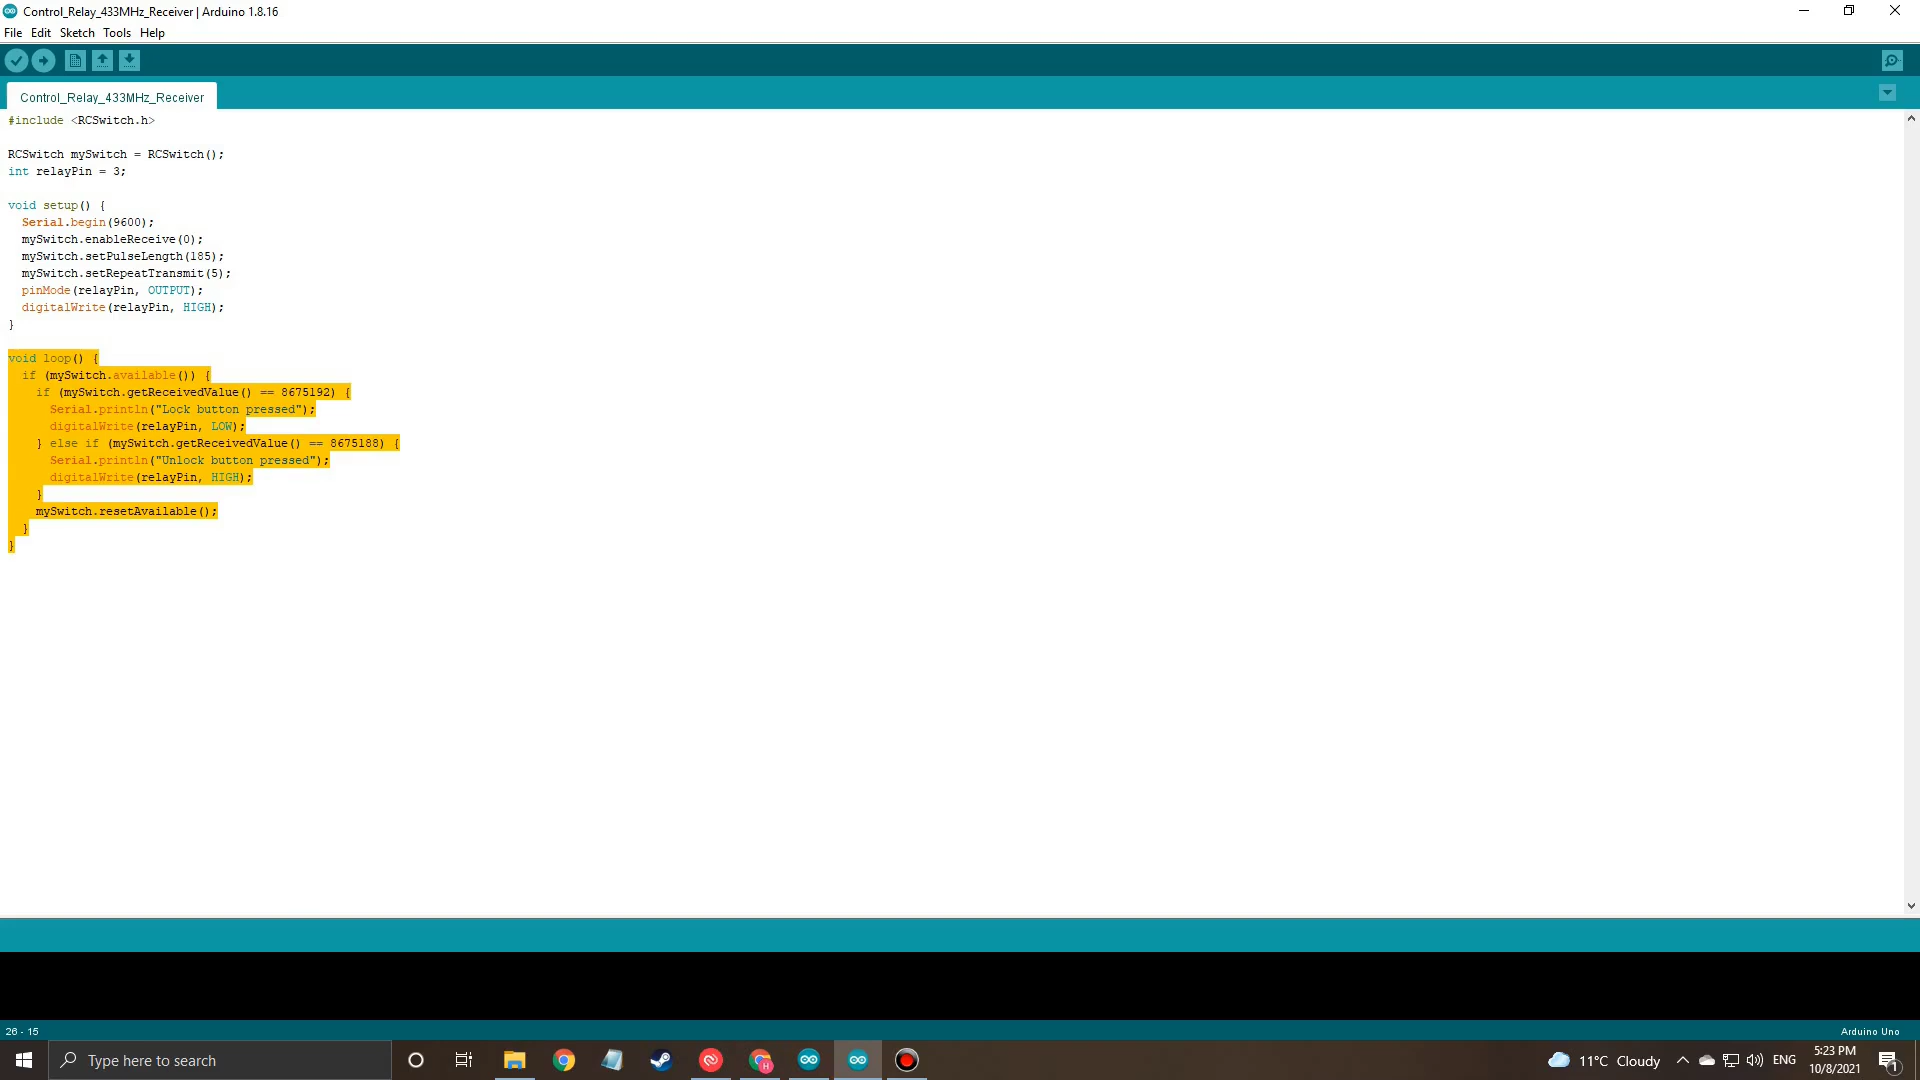 Control_Relay_433MHz_Receiver | Arduino 1.8.16
File Edit Sketch Tools Help
Control_Relay_433MHz_Receiver
#include <RCSwitch.h>
RCSwitch mySwitch = RCSwitch();
int relayPin = 3;
void setup() {
  Serial.begin(9600);
  mySwitch.enableReceive(0);
  mySwitch.setPulseLength(185);
  mySwitch.setRepeatTransmit(5);
  pinMode(relayPin, OUTPUT);
  digitalWrite(relayPin, HIGH);
}
void loop() {
  if (mySwitch.available()) {
    if (mySwitch.getReceivedValue() == 8675192) {
      Serial.println("Lock button pressed");
      digitalWrite(relayPin, LOW);
    } else if (mySwitch.getReceivedValue() == 8675188) {
      Serial.println("Unlock button pressed");
      digitalWrite(relayPin, HIGH);
    }
    mySwitch.resetAvailable();
  }
}
26 - 15
Arduino Uno
Type here to search
H
11°C Cloudy
ENG
5:23 PM
10/8/2021
1